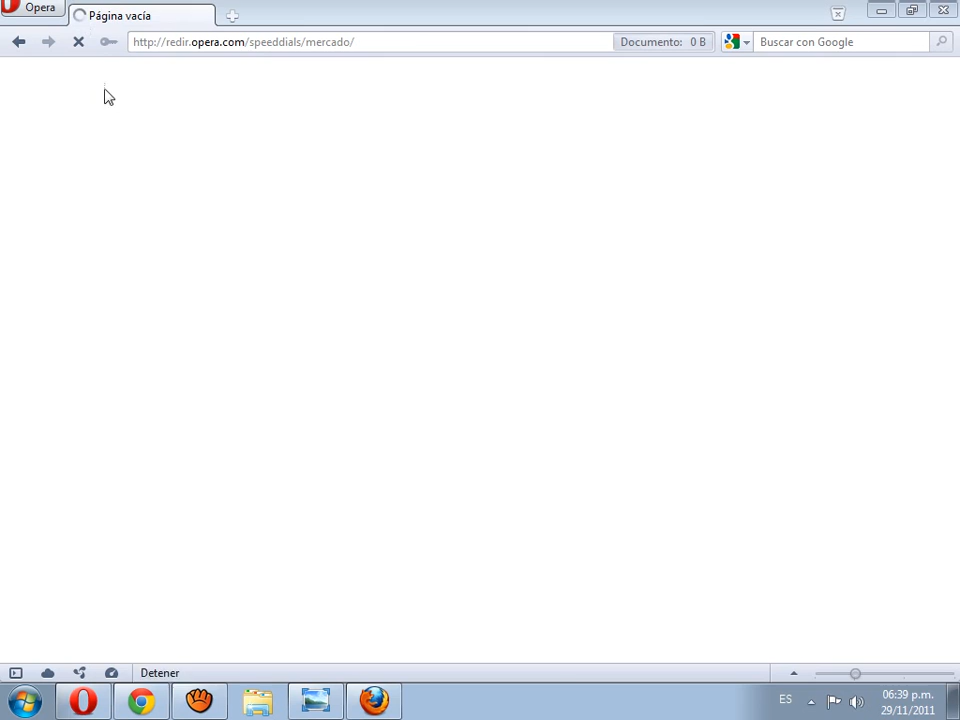 Opera
Página vacía
http://redir.opera.com/speeddials/mercado/
Documento: 0 B
Buscar con Google
Detener
ES
06:39 p.m.
29/11/2011